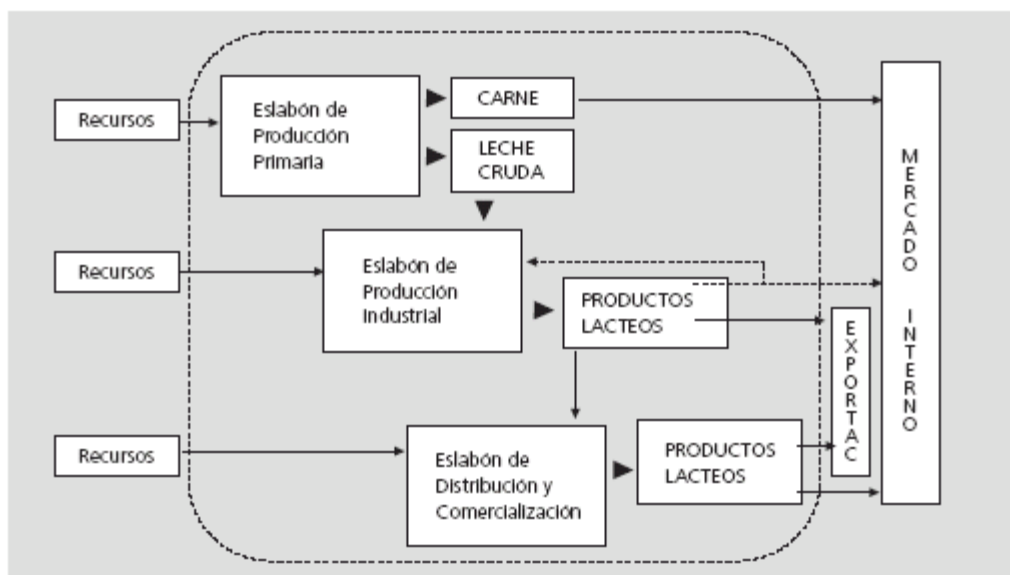 Recursos
Eslabón de
Producción
Primaria
CARNE
LECHE
CRUDA
Recursos
Eslabón de
Producción
Industrial
PRODUCTOS
LACTEOS
Recursos
Eslabón de
Distribución y
Comercialización
PRODUCTOS
LACTEOS
EXPORTAC
MERCADO INTERNO